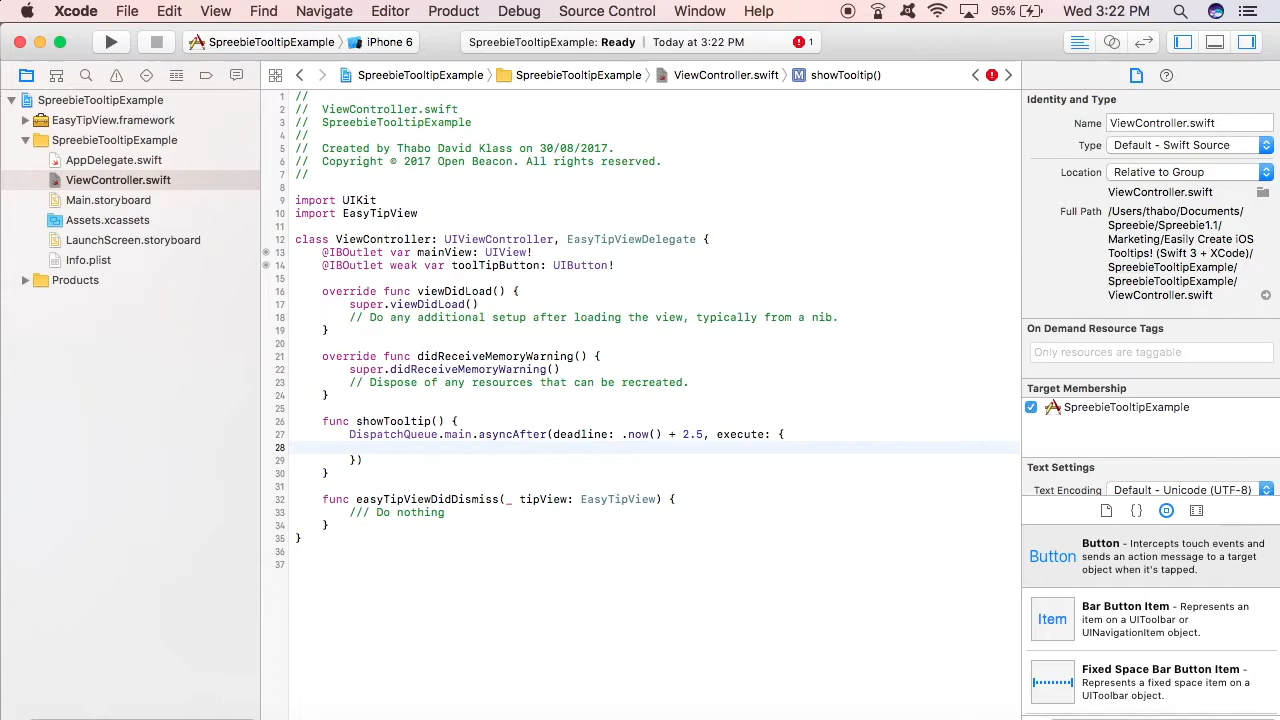 Xcode File Edit View Find Navigate Editor Product Debug Source Control Window Help 95% Wed 3:22 PM
SpreebieTooltipExample iPhone 6 SpreebieTooltipExample: Ready Today at 3:22 PM 1
SpreebieTooltipExample SpreebieTooltipExample ViewController.swift M showTooltip()
SpreebieTooltipExample
EasyTipView.framework
SpreebieTooltipExample
AppDelegate.swift
ViewController.swift
Main.storyboard
Assets.xcassets
LaunchScreen.storyboard
Info.plist
Products
1 //
2 // ViewController.swift
3 // SpreebieTooltipExample
4 //
5 // Created by Thabo David Klass on 30/08/2017.
6 // Copyright © 2017 Open Beacon. All rights reserved.
7 //
8
9 import UIKit
10 import EasyTipView
11
12 class ViewController: UIViewController, EasyTipViewDelegate {
13 @IBOutlet var mainView: UIView!
14 @IBOutlet weak var toolTipButton: UIButton!
15
16 override func viewDidLoad() {
17 super.viewDidLoad()
18 // Do any additional setup after loading the view, typically from a nib.
19 }
20
21 override func didReceiveMemoryWarning() {
22 super.didReceiveMemoryWarning()
23 // Dispose of any resources that can be recreated.
24 }
25
26 func showTooltip() {
27 DispatchQueue.main.asyncAfter(deadline: .now() + 2.5, execute: {
28
29 })
30 }
31
32 func easyTipViewDidDismiss(_ tipView: EasyTipView) {
33 /// Do nothing
34 }
35 }
36
37
Identity and Type
Name ViewController.swift
Type Default - Swift Source
Location Relative to Group
ViewController.swift
Full Path /Users/thabo/Documents/
Spreebie/Spreebie1.1/
Marketing/Easily Create iOS
Tooltips! (Swift 3 + XCode)/
SpreebieTooltipExample/
SpreebieTooltipExample/
ViewController.swift
On Demand Resource Tags
Only resources are taggable
Target Membership
SpreebieTooltipExample
Text Settings
Text Encoding Default - Unicode (UTF-8)
{ }
Button Button - Intercepts touch events and
sends an action message to a target
object when it's tapped.
Item Bar Button Item - Represents an
item on a UIToolbar or
UINavigationItem object.
Fixed Space Bar Button Item -
Represents a fixed space item on a
UIToolbar object.